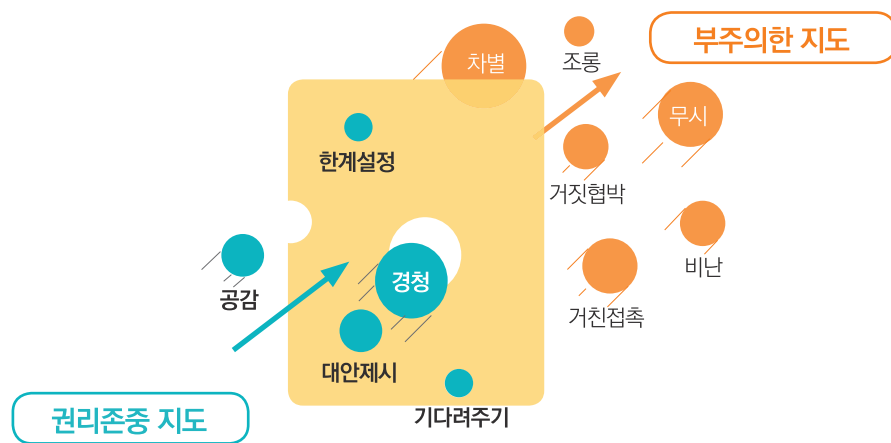 차별
조롱
부주의한 지도
무시
한계설정
거짓협박
비난
공감
경청
거친접촉
대안제시
기다려주기
권리존중 지도